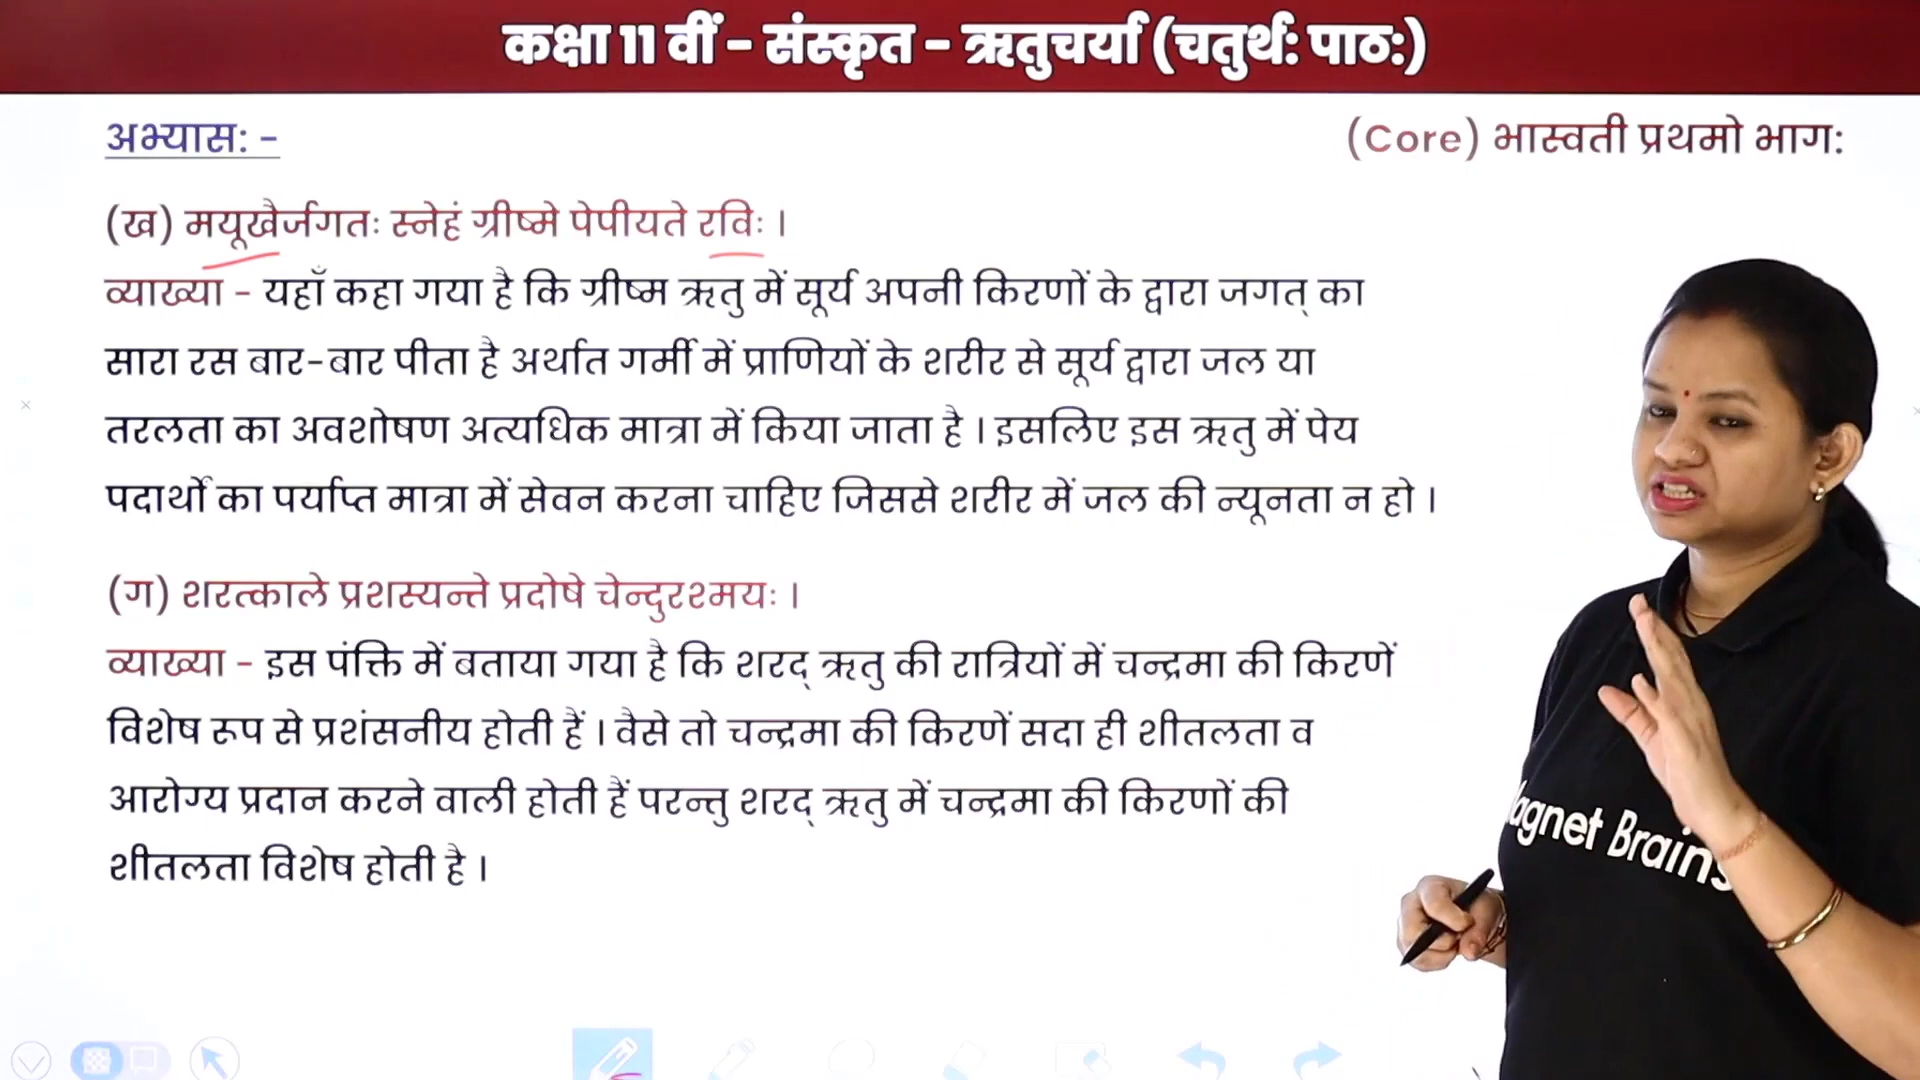 कक्षा 11 वीं - संस्कृत - ऋतुचर्या (चतुर्थ: पाठ:)
अभ्यास: -
(Core) भास्वती प्रथमो भाग:
(ख) मयूखैर्जगतः स्नेहं ग्रीष्मे पेपीयते रविः ।
व्याख्या - यहाँ कहा गया है कि ग्रीष्म ऋतु में सूर्य अपनी किरणों के द्वारा जगत् का
सारा रस बार-बार पीता है अर्थात गर्मी में प्राणियों के शरीर से सूर्य द्वारा जल या
तरलता का अवशोषण अत्यधिक मात्रा में किया जाता है । इसलिए इस ऋतु में पेय
पदार्थों का पर्याप्त मात्रा में सेवन करना चाहिए जिससे शरीर में जल की न्यूनता न हो ।
(ग) शरत्काले प्रशस्यन्ते प्रदोषे चेन्दुरश्मयः ।
व्याख्या - इस पंक्ति में बताया गया है कि शरद् ऋतु की रात्रियों में चन्द्रमा की किरणें
विशेष रूप से प्रशंसनीय होती हैं । वैसे तो चन्द्रमा की किरणें सदा ही शीतलता व
आरोग्य प्रदान करने वाली होती हैं परन्तु शरद् ऋतु में चन्द्रमा की किरणों की
शीतलता विशेष होती है ।
agnet Brains